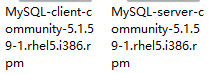 MySQL-client-c
ommunity-5.1.5
9-1.rhel5.i386.r
pm
MySQL-server-c
ommunity-5.1.5
9-1.rhel5.i386.r
pm